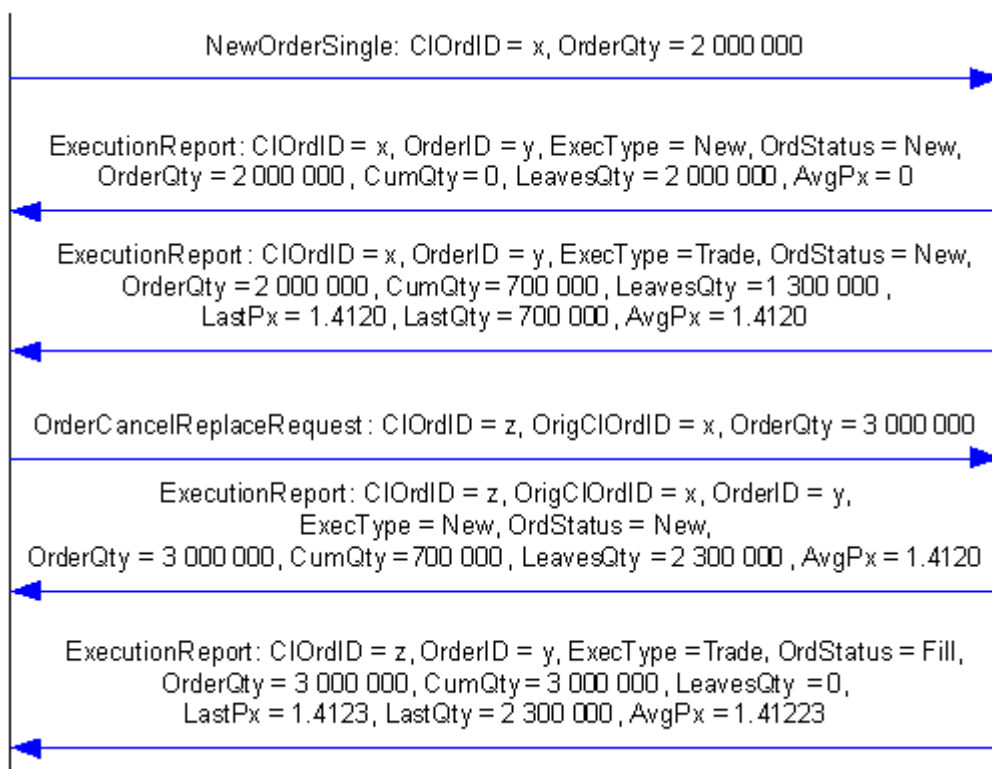 NewOrderSingle: ClOrdID = x, OrderQty = 2 000 000
ExecutionReport: ClOrdID = x, OrderID = y, ExecType = New, OrdStatus = New,
OrderQty = 2 000 000, CumQty = 0, LeavesQty = 2 000 000, AvgPx = 0
ExecutionReport: ClOrdID = x, OrderID = y, ExecType =Trade, OrdStatus = New,
OrderQty =2 000 000, CumQty= 700 000, LeavesQty =1 300 000,
LastPx = 1.4120, LastQty = 700 000, AvgPx = 1.4120
OrderCancelReplaceRequest: ClOrdID = z, OrigClOrdID = x, OrderQty = 3 000 000
ExecutionReport: ClOrdID = z, OrigClOrdID = x, OrderID = y,
ExecType = New, OrdStatus = New,
OrderQty = 3 000 000, CumQty =700 000, LeavesQty =2 300 000, AvgPx = 1.4120
ExecutionReport: ClOrdID = z, OrderID = y, ExecType =Trade, OrdStatus = Fill,
OrderQty = 3 000 000, CumQty= 3 000 000, LeavesQty =0,
LastPx = 1.4123, LastQty = 2 300 000, AvgPx = 1.41223